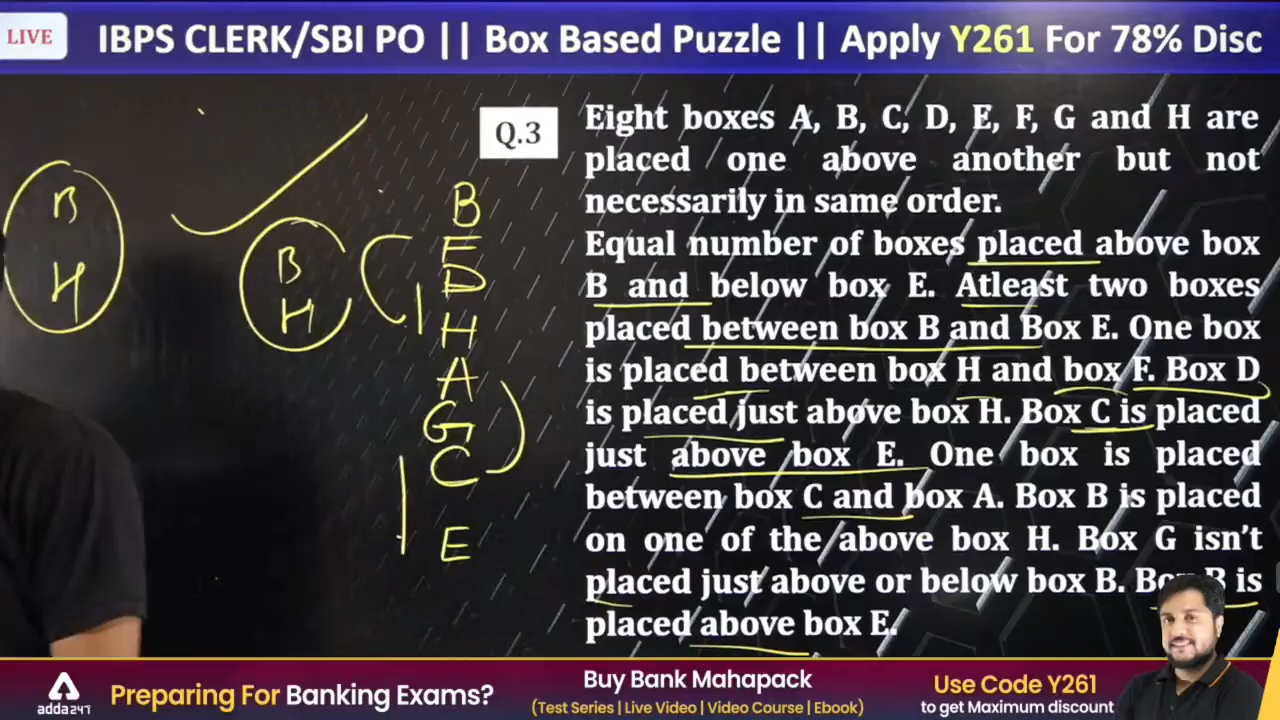 LIVE
IBPS CLERK/SBI PO || Box Based Puzzle || Apply Y261 For 78% Disc
Q.3
Eight boxes A, B, C, D, E, F, G and H are
placed one above another but not
necessarily in same order.
Equal number of boxes placed above box
B and below box E. Atleast two boxes
placed between box B and Box E. One box
is placed between box H and box F. Box D
is placed just above box H. Box C is placed
just above box E. One box is placed
between box C and box A. Box B is placed
on one of the above box H. Box G isn't
placed just above or below box B. Box B is
placed above box E.
B
H
B
H
B
F
D
H
A
G
C
E
adda247
Preparing For Banking Exams?
Buy Bank Mahapack
(Test Series | Live Video | Video Course | Ebook)
Use Code Y261
to get Maximum discount